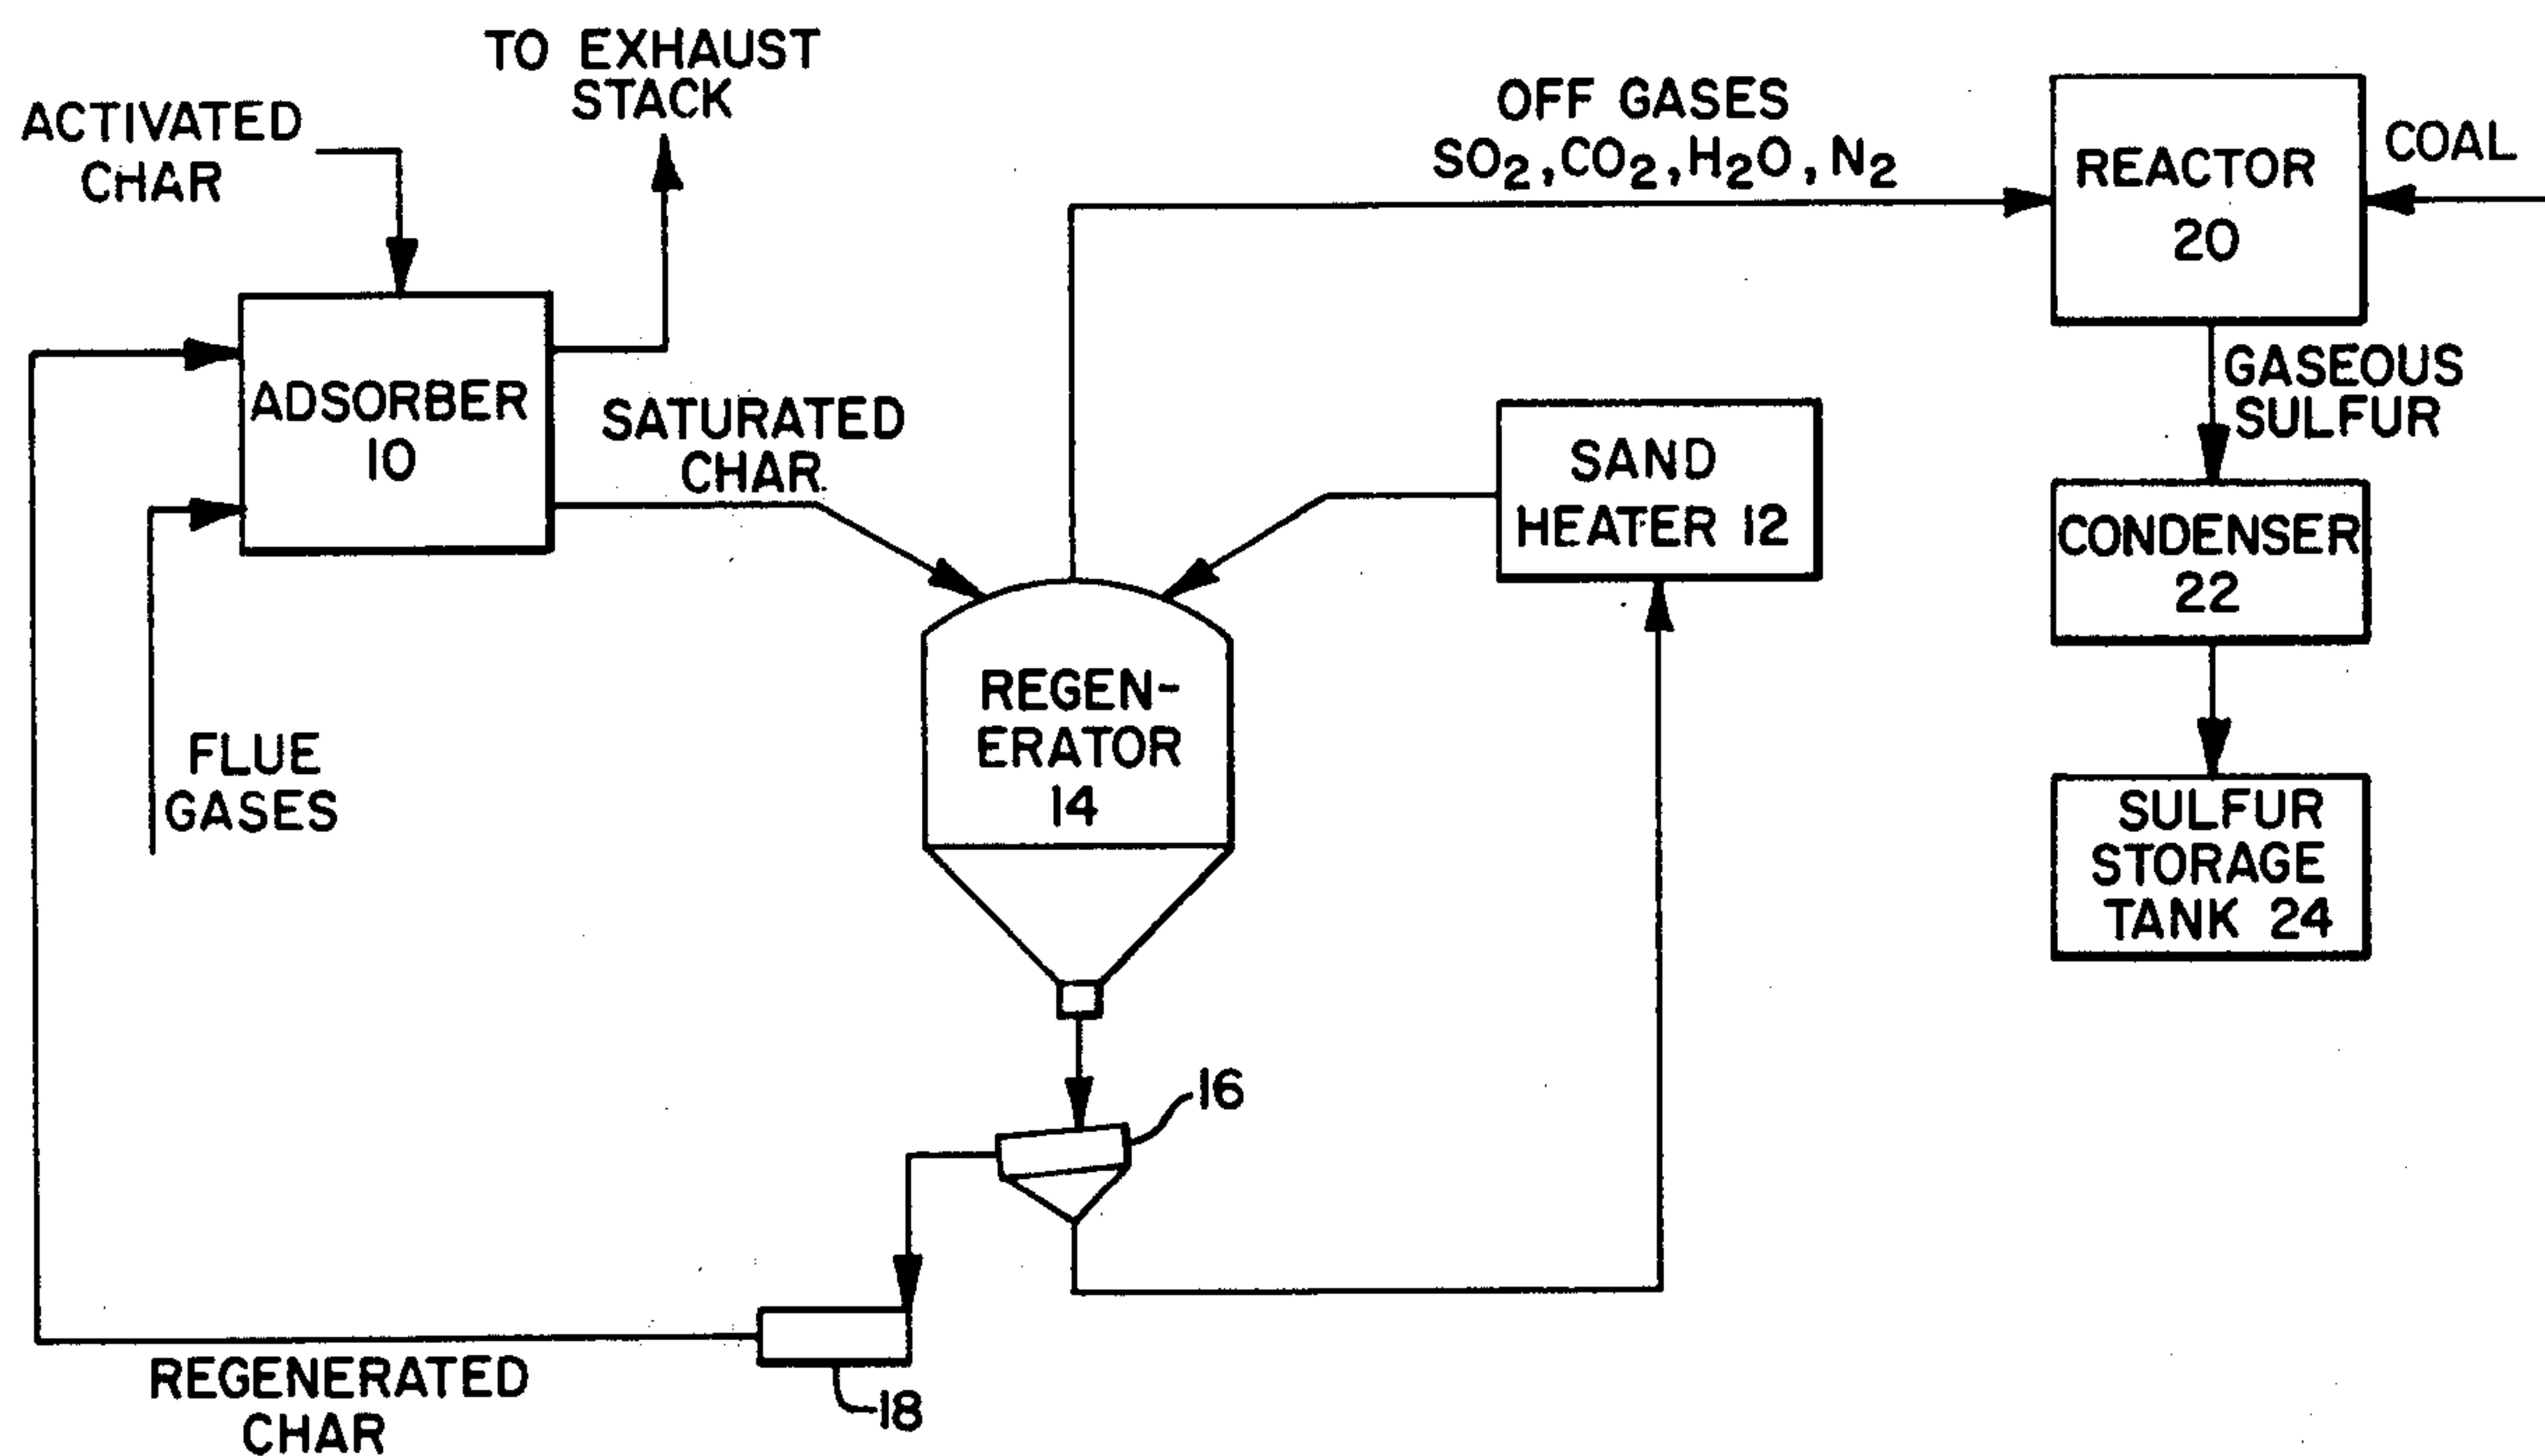 TO EXHAUST
STACK
ACTIVATED
CHAR
OFF GASES
SO₂, CO₂, H₂O, N₂
REACTOR
20
COAL
ADSORBER
10
SATURATED
CHAR
SAND
HEATER 12
GASEOUS
SULFUR
CONDENSER
22
FLUE
GASES
REGEN-
ERATOR
14
SULFUR
STORAGE
TANK 24
16
18
REGENERATED
CHAR